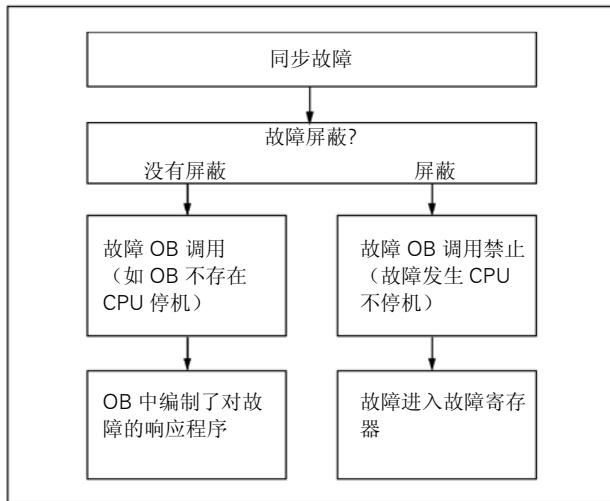 同步故障
故障屏蔽?
没有屏蔽
屏蔽
故障 OB 调用
（如 OB 不存在
CPU 停机）
故障 OB 调用禁止
（故障发生 CPU
不停机）
OB 中编制了对故
障的响应程序
故障进入故障寄存
器